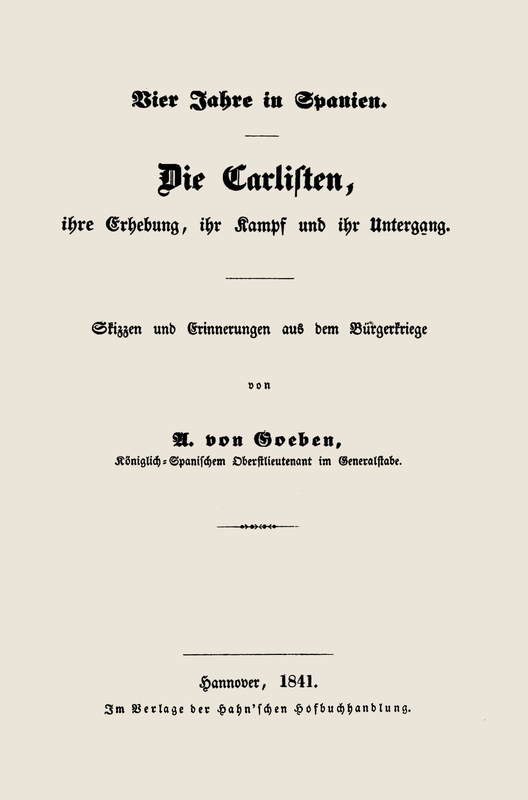 Vier Jahre in Spanien.
Die Carliſten,
ihre Erhebung, ihr Kampf und ihr Untergang.
Skizzen und Erinnerungen aus dem Bürgerkriege
von
A. von Goeben,
Königlich-Spaniſchem Oberſtlieutenant im Generalſtabe.
Hannover, 1841.
Im Verlage der Hahn'ſchen Hofbuchhandlung.